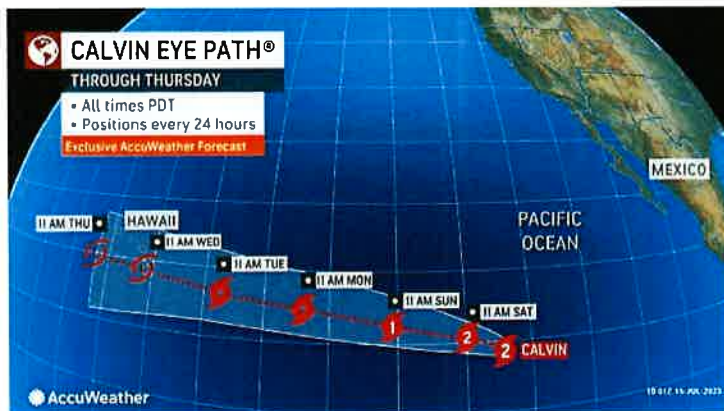 CALVIN EYE PATH®
THROUGH THURSDAY
• All times PDT
• Positions every 24 hours
Exclusive AccuWeather Forecast
MEXICO
PACIFIC
OCEAN
11 AM THU
HAWAII
11 AM WED
11 AM TUE
11 AM MON
11 AM SUN
11 AM SAT
1
2
2
CALVIN
AccuWeather